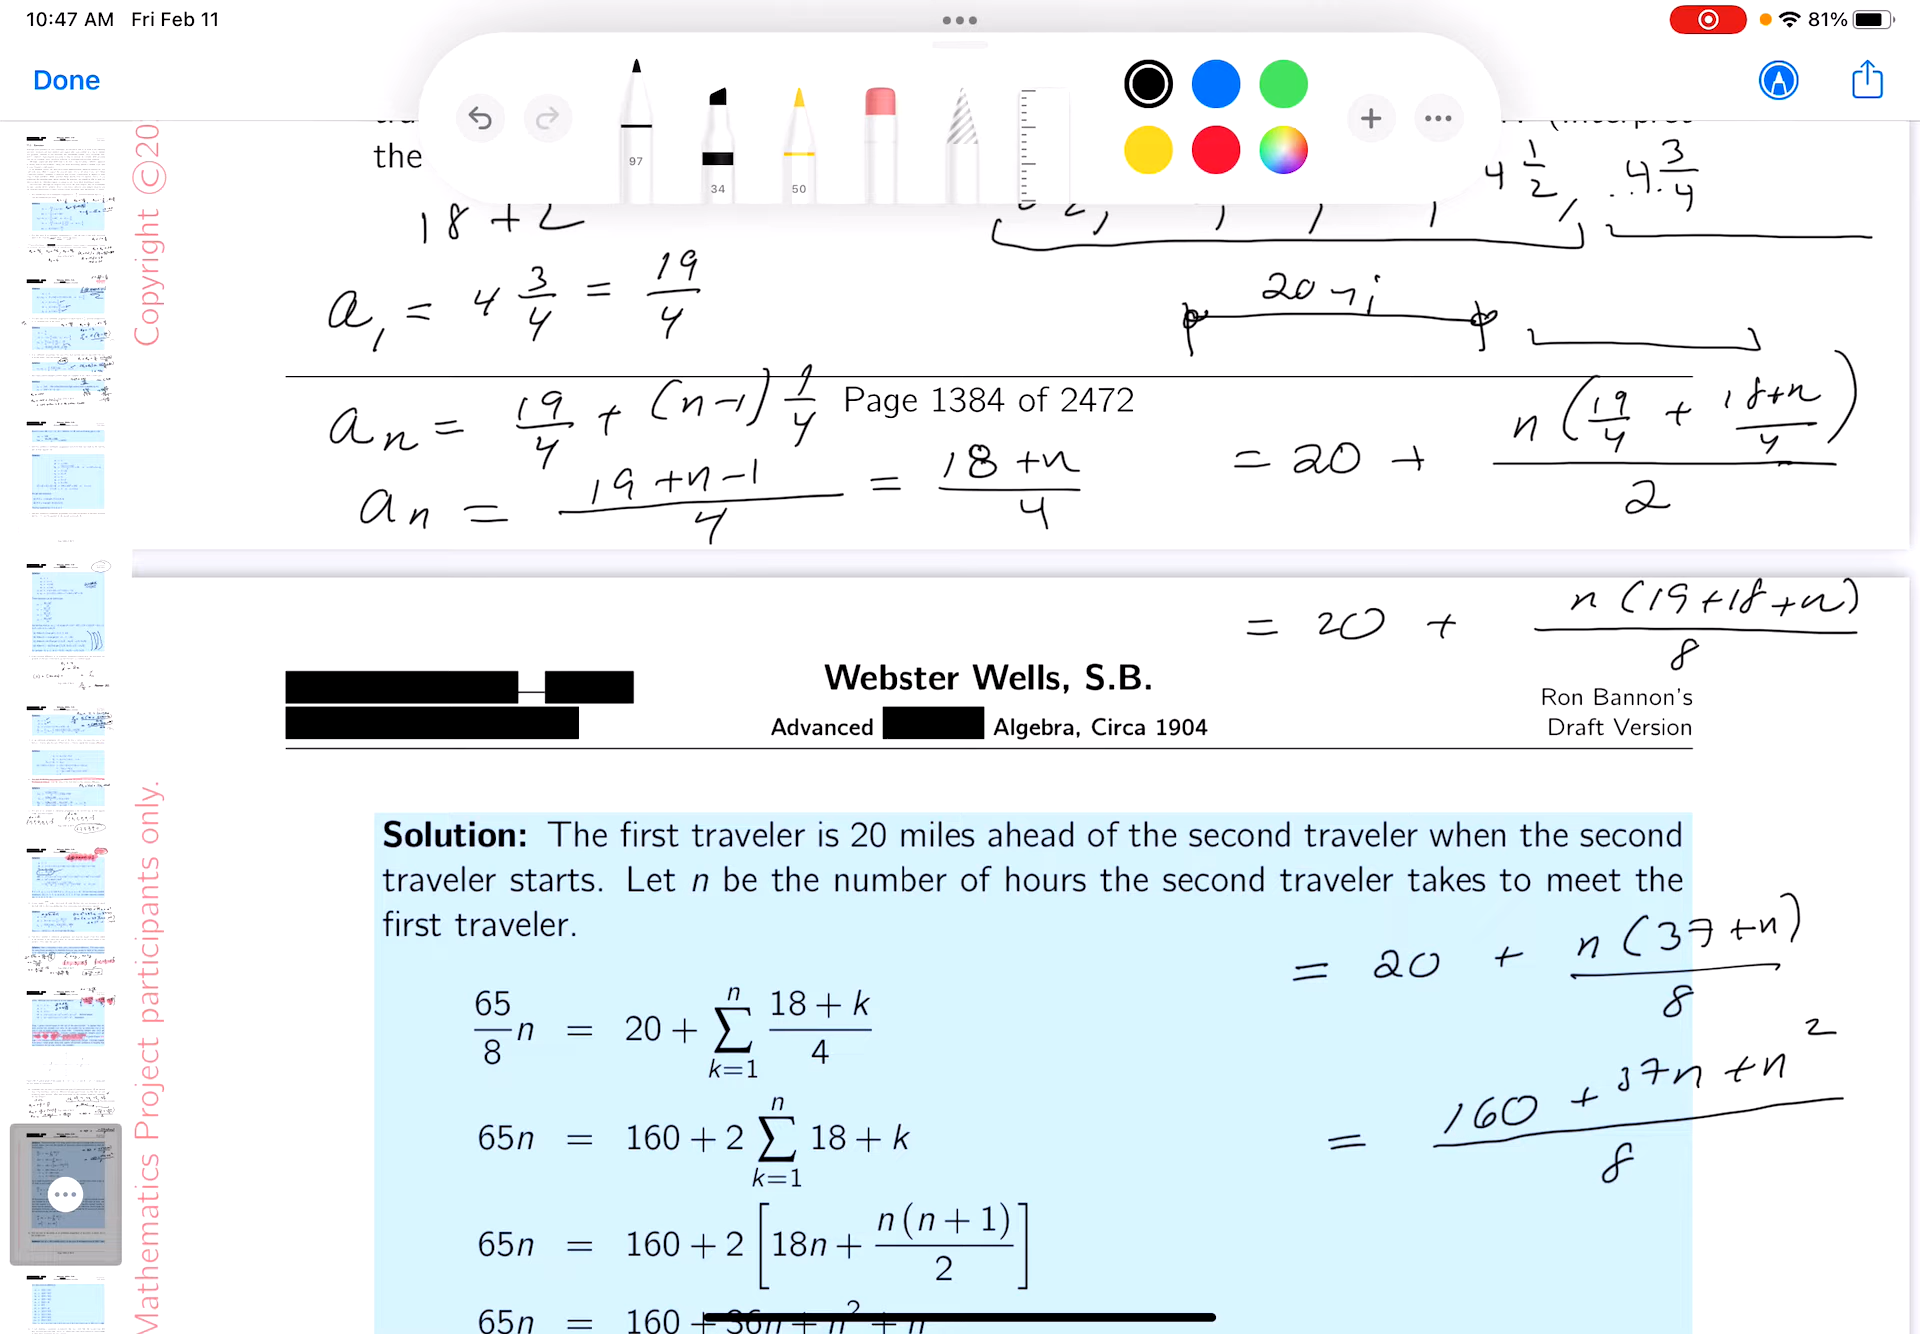 10:47 AM Fri Feb 11
81%
Done
97
34
50
the
4 1/2, ..4. 3/4
18 + 2
a₁ = 4 3/4 = 19/4
20 mi
aₙ = 19/4 + (n-1) 1/4
Page 1384 of 2472
= 20 + n(19/4 + 18+n/4)/2
aₙ = 19+n-1/4 = 18+n/4
= 20 + n(19+18+n)/8
Webster Wells, S.B.
Advanced Algebra, Circa 1904
Ron Bannon's
Draft Version
Copyright ©20
Mathematics Project participants only.
Solution: The first traveler is 20 miles ahead of the second traveler when the second
traveler starts. Let n be the number of hours the second traveler takes to meet the
first traveler.
= 20 + n(37+n)/8
65/8 n = 20 + ∑ₖ₌₁ⁿ 18 + k/4
= 160 + 37n + n²/8
65n = 160 + 2 ∑ₖ₌₁ⁿ 18 + k
65n = 160 + 2 [18n + n(n + 1)/2]
65n = 160 + 36n + n² + n